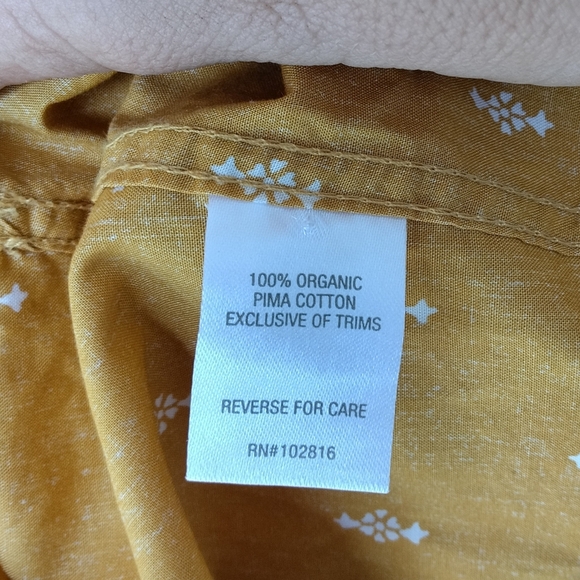 100% ORGANIC
PIMA COTTON
EXCLUSIVE OF TRIMS
REVERSE FOR CARE
RN#102816